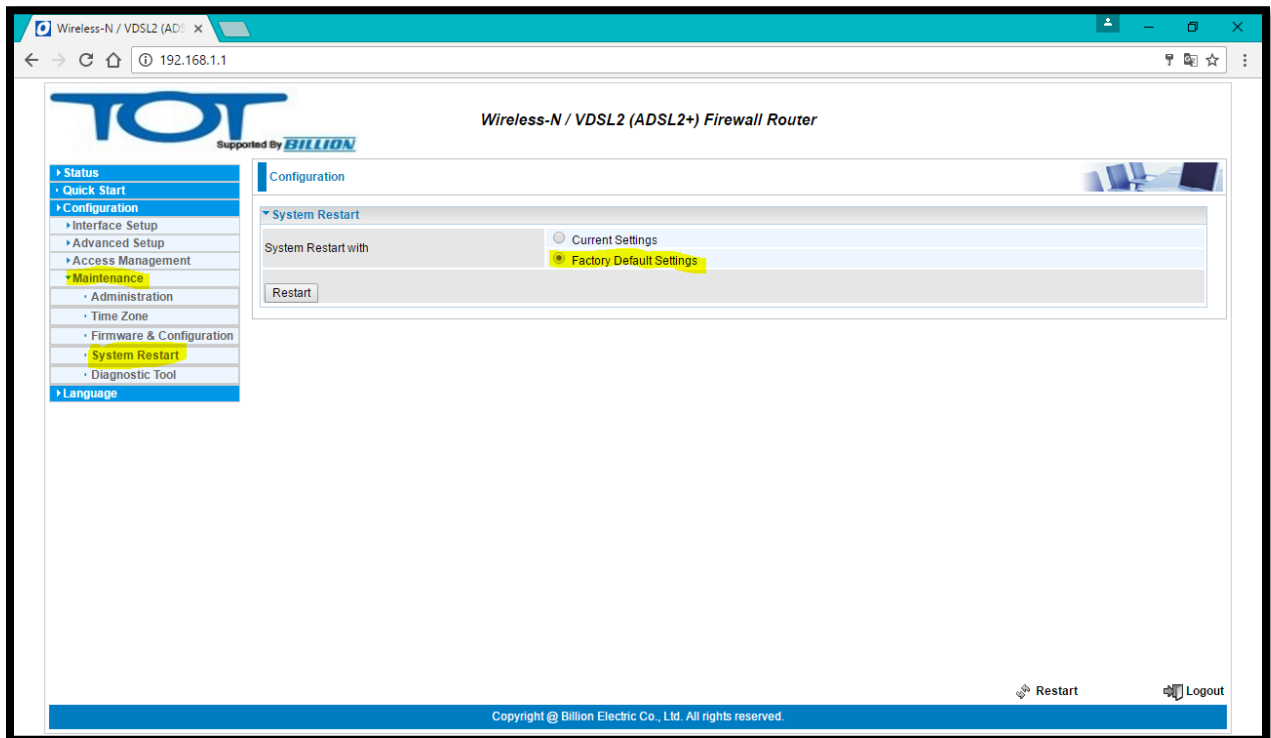 Wireless-N / VDSL2 (ADS
192.168.1.1
TOT
Supported By BILLION
Wireless-N / VDSL2 (ADSL2+) Firewall Router
Status
Quick Start
Configuration
Interface Setup
Advanced Setup
Access Management
Maintenance
Administration
Time Zone
Firmware & Configuration
System Restart
Diagnostic Tool
Language
Configuration
System Restart
System Restart with
Current Settings
Factory Default Settings
Restart
Restart
Logout
Copyright @ Billion Electric Co., Ltd. All rights reserved.